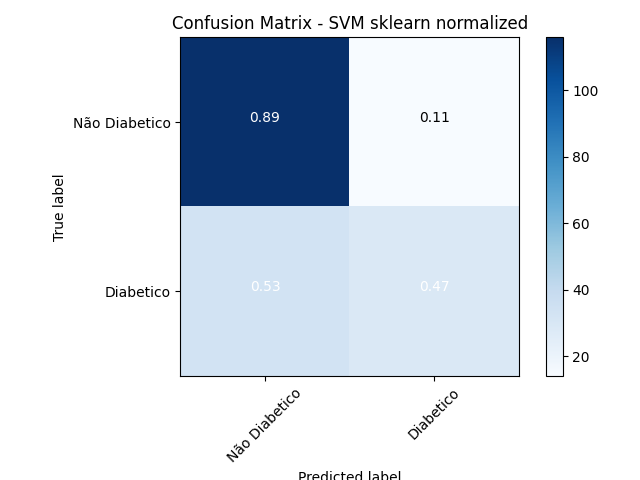 Confusion Matrix - SVM sklearn normalized
True label
Não Diabetico
0.89
0.11
Diabetico
0.53
0.47
Não Diabetico
Diabetico
Predicted label
100
80
60
40
20